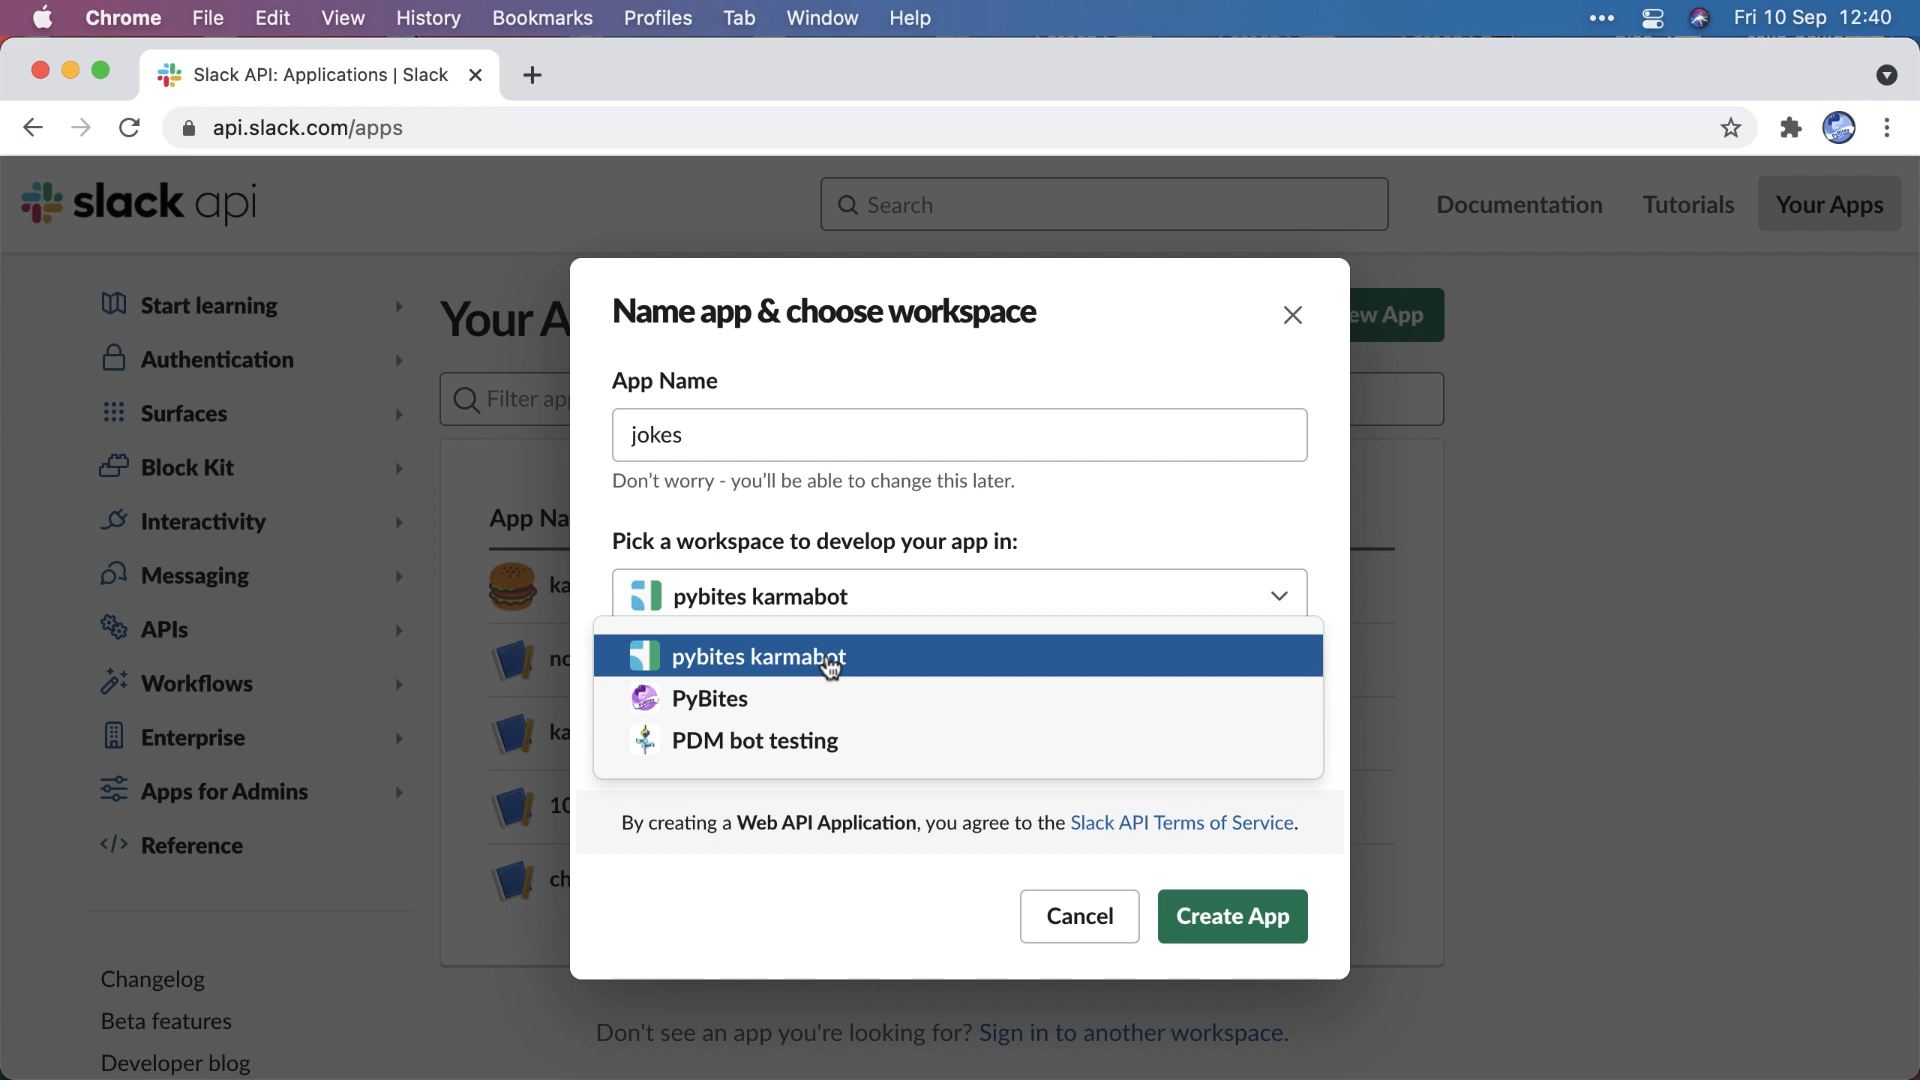 Chrome File Edit View History Bookmarks Profiles Tab Window Help Fri 10 Sep 12:40
Slack API: Applications | Slack
api.slack.com/apps
slack api
Search
Documentation
Tutorials
Your Apps
Start learning
Authentication
Surfaces
Block Kit
Interactivity
Messaging
APIs
Workflows
Enterprise
Apps for Admins
</> Reference
Changelog
Beta features
Developer blog
Your A
ew App
Filter app
App Na
ka
nc
ka
10
ch
Name app & choose workspace
App Name
jokes
Don't worry - you'll be able to change this later.
Pick a workspace to develop your app in:
pybites karmabot
pybites karmabot
PyBites
PDM bot testing
By creating a Web API Application, you agree to the Slack API Terms of Service.
Cancel
Create App
Don't see an app you're looking for? Sign in to another workspace.